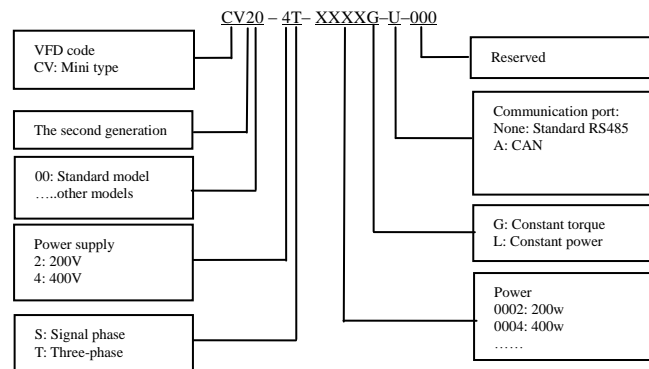 CV20 – 4T– XXXXG–U–000
VFD code
CV: Mini type
The second generation
00: Standard model
…..other models
Power supply
2: 200V
4: 400V
S: Signal phase
T: Three-phase
Reserved
Communication port:
None: Standard RS485
A: CAN
G: Constant torque
L: Constant power
Power
0002: 200w
0004: 400w
……